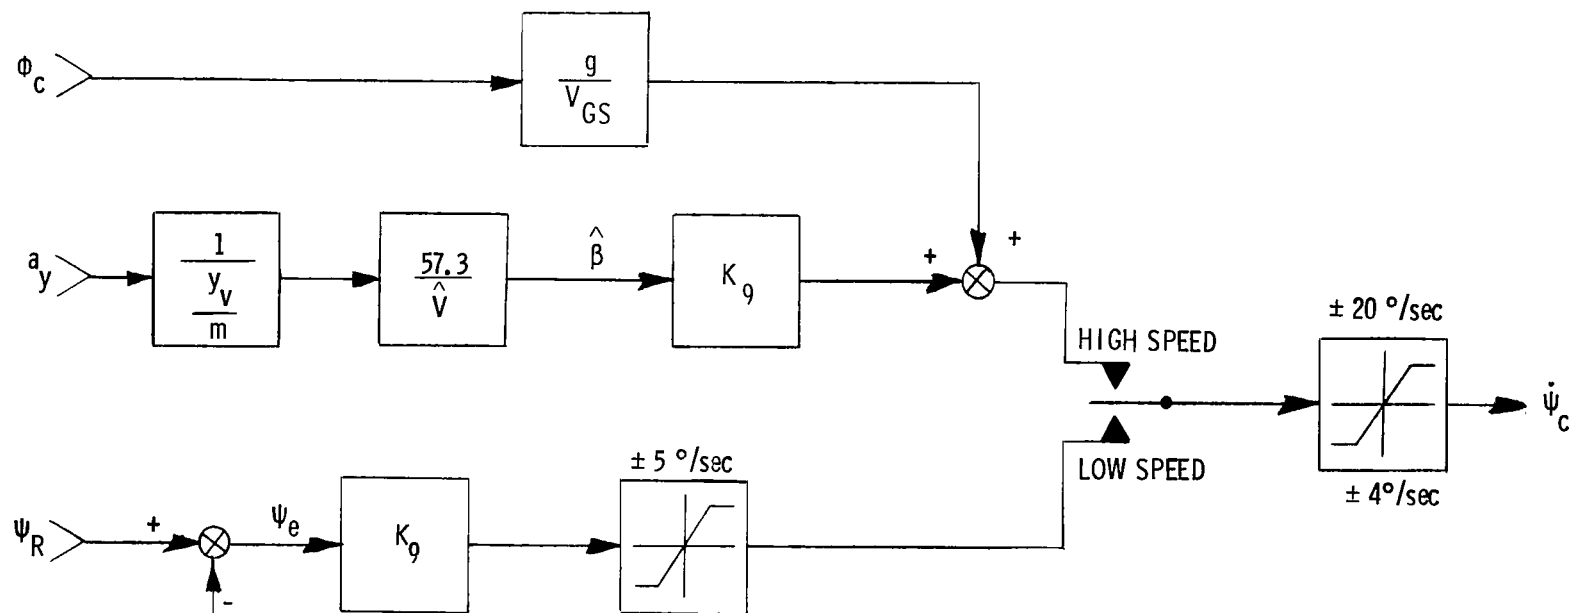 Φc
g
VGS
+
ay
1
yv
m
57.3
V̂
β̂
K9
+
HIGH SPEED
± 20 °/sec
ψ̇c
LOW SPEED
± 4°/sec
± 5 °/sec
ΨR
+
Ψe
K9
-